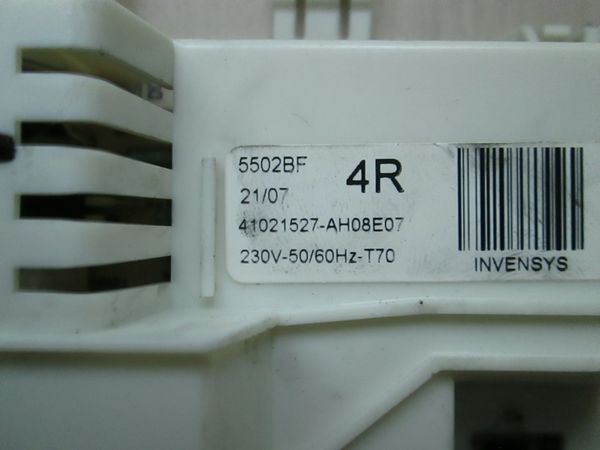 5502BF 4R
21/07
41021527-AH08E07
230V-50/60Hz-T70
INVENSYS